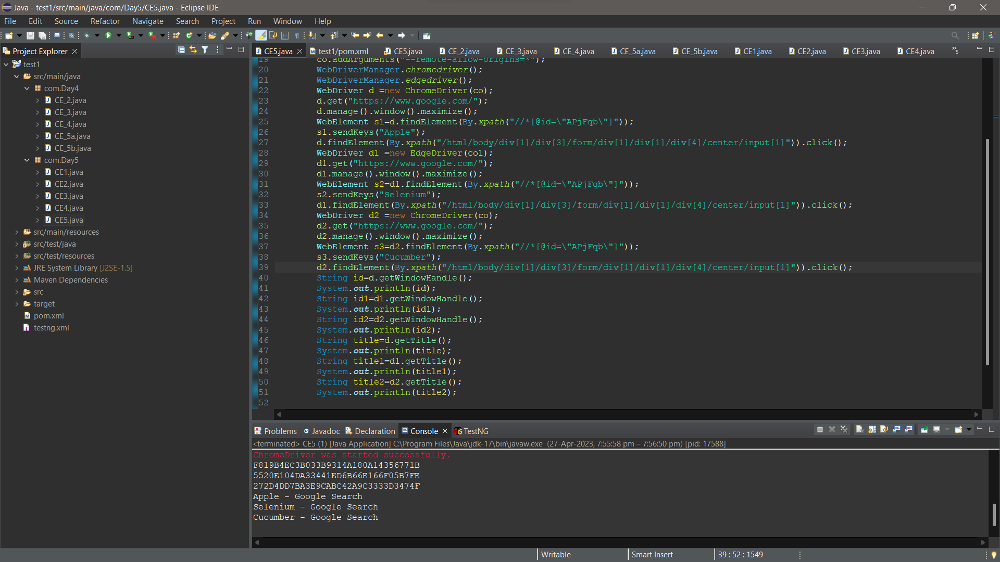 Java - test1/src/main/java/com/Day5/CE5.java - Eclipse IDE
File Edit Source Refactor Navigate Search Project Run Window Help
Project Explorer
test1
src/main/java
com.Day4
CE_2.java
CE_3.java
CE_4.java
CE_5a.java
CE_5b.java
com.Day5
CE1.java
CE2.java
CE3.java
CE4.java
CE5.java
src/main/resources
src/test/java
src/test/resources
JRE System Library [J2SE-1.5]
Maven Dependencies
src
target
pom.xml
testng.xml
CE5.java test1/pom.xml CE5.java CE_2.java CE_3.java CE_4.java CE_5a.java CE_5b.java CE1.java CE2.java CE3.java CE4.java »5
19 co.addArguments("--remote-allow-origins=*");
20 WebDriverManager.chromedriver();
21 WebDriverManager.edgedriver();
22 WebDriver d =new ChromeDriver(co);
23 d.get("https://www.google.com/");
24 d.manage().window().maximize();
25 WebElement s1=d.findElement(By.xpath("//*[@id=\"APjFqb\"]"));
26 s1.sendKeys("Apple");
27 d.findElement(By.xpath("/html/body/div[1]/div[3]/form/div[1]/div[1]/div[4]/center/input[1]")).click();
28 WebDriver d1 =new EdgeDriver(co1);
29 d1.get("https://www.google.com/");
30 d1.manage().window().maximize();
31 WebElement s2=d1.findElement(By.xpath("//*[@id=\"APjFqb\"]"));
32 s2.sendKeys("Selenium");
33 d1.findElement(By.xpath("/html/body/div[1]/div[3]/form/div[1]/div[1]/div[4]/center/input[1]")).click();
34 WebDriver d2 =new ChromeDriver(co);
35 d2.get("https://www.google.com/");
36 d2.manage().window().maximize();
37 WebElement s3=d2.findElement(By.xpath("//*[@id=\"APjFqb\"]"));
38 s3.sendKeys("Cucumber");
39 d2.findElement(By.xpath("/html/body/div[1]/div[3]/form/div[1]/div[1]/div[4]/center/input[1]")).click();
40 String id=d.getWindowHandle();
41 System.out.println(id);
42 String id1=d1.getWindowHandle();
43 System.out.println(id1);
44 String id2=d2.getWindowHandle();
45 System.out.println(id2);
46 String title=d.getTitle();
47 System.out.println(title);
48 String title1=d1.getTitle();
49 System.out.println(title1);
50 String title2=d2.getTitle();
51 System.out.println(title2);
52
Problems Javadoc Declaration Console TestNG
<terminated> CE5 (1) [Java Application] C:\Program Files\Java\jdk-17\bin\javaw.exe (27-Apr-2023, 7:55:58 pm – 7:56:50 pm) [pid: 17588]
ChromeDriver was started successfully.
F819B4EC3B033B9314A180A14356771B
5520E104DA33441ED6B66E166F05B7FE
272D4DD7BA3E9CABC42A9C3333D3474F
Apple - Google Search
Selenium - Google Search
Cucumber - Google Search
Writable Smart Insert 39 : 52 : 1549